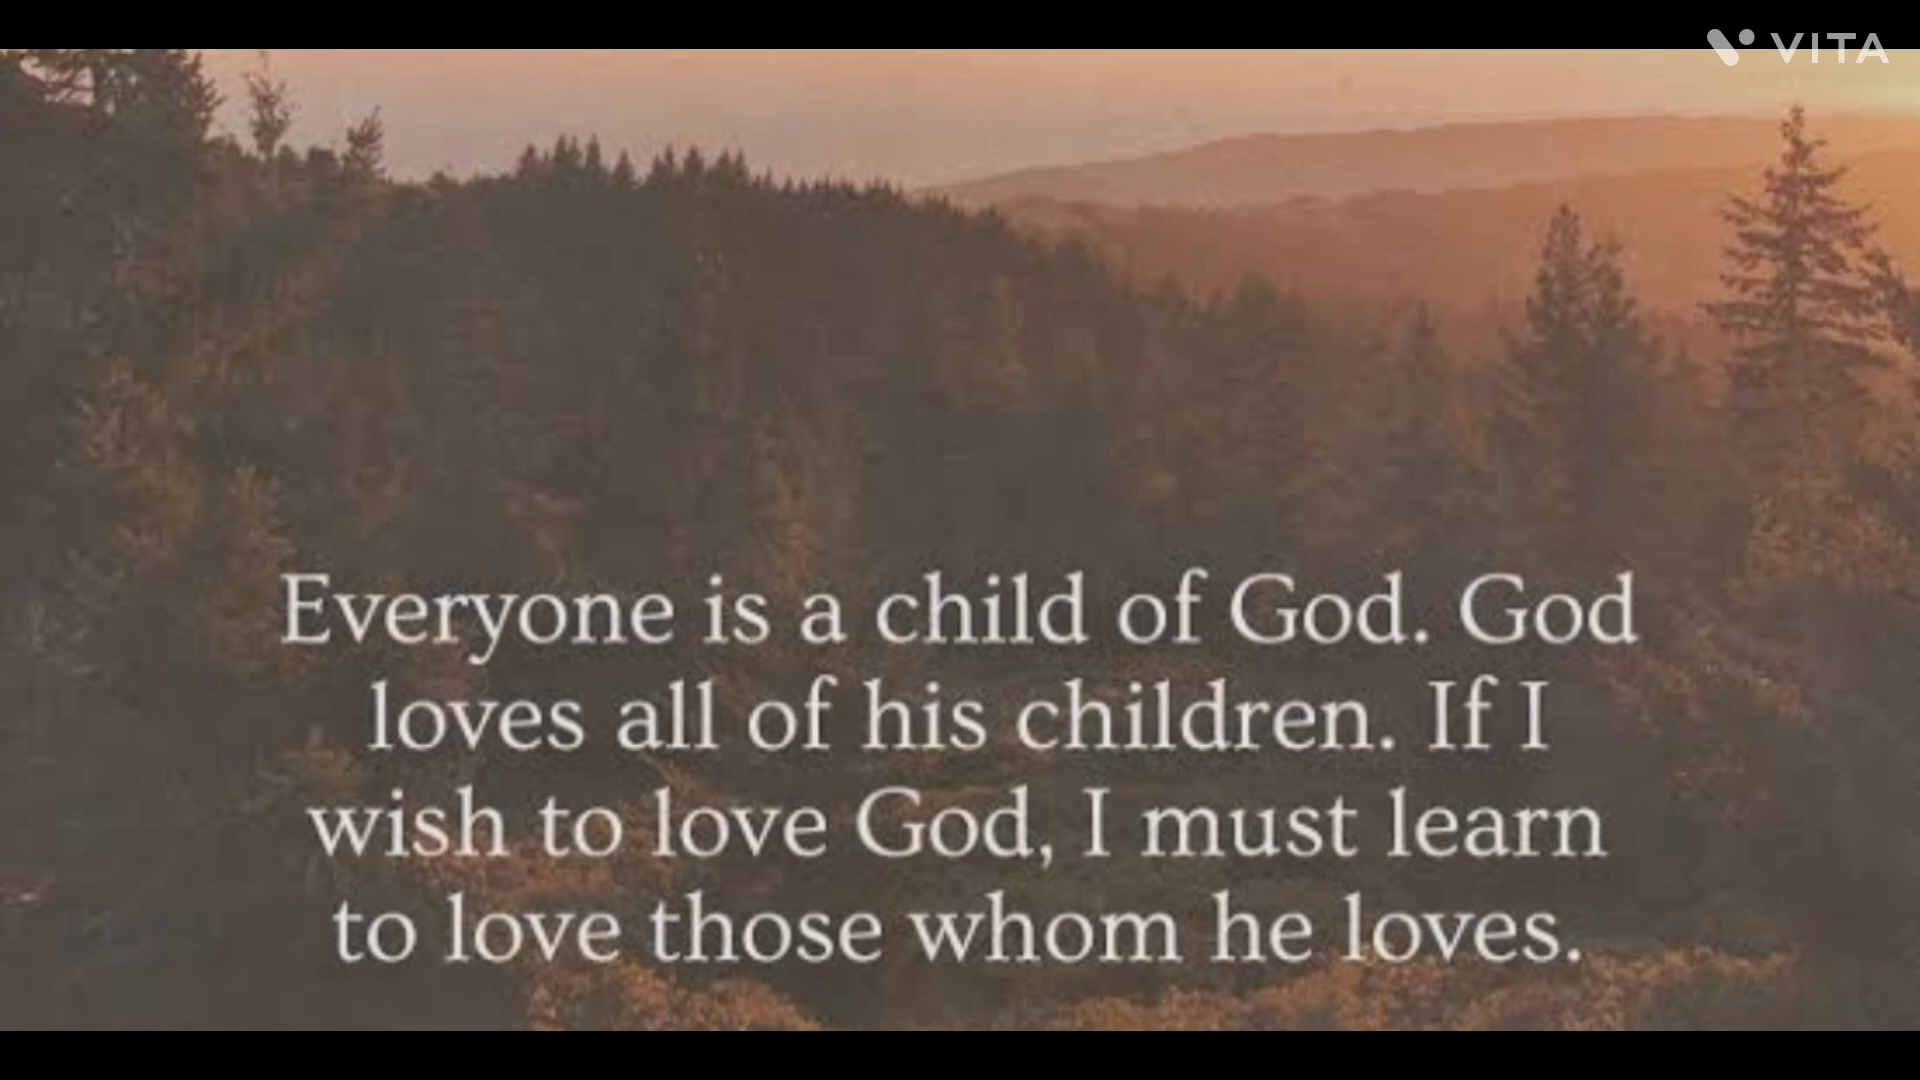 VITA
Everyone is a child of God. God
loves all of his children. If I
wish to love God, I must learn
to love those whom he loves.